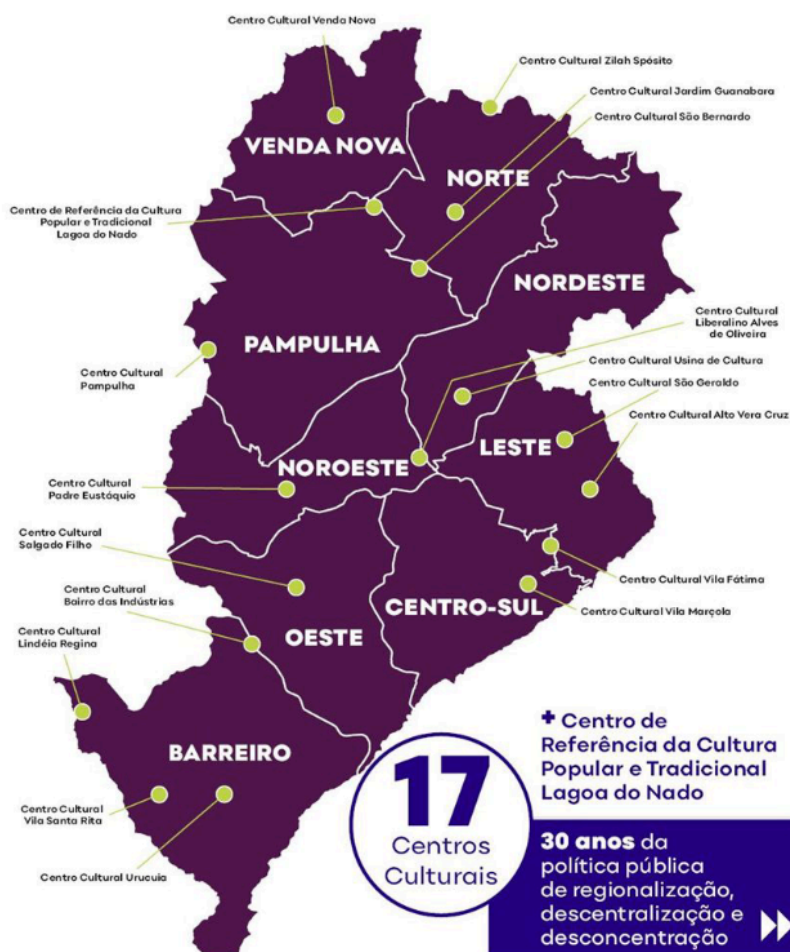 Centro Cultural Venda Nova
Centro Cultural Zilah Spósito
Centro Cultural Jardim Guanabara
Centro Cultural São Bernardo
VENDA NOVA
NORTE
Centro de Referência da Cultura
Popular e Tradicional
Lagoa do Nado
NORDESTE
Centro Cultural
Liberalino Alves
de Oliveira
PAMPULHA
Centro Cultural
Pampulha
Centro Cultural Usina de Cultura
Centro Cultural São Geraldo
Centro Cultural Alto Vera Cruz
LESTE
NOROESTE
Centro Cultural
Padre Eustáquio
Centro Cultural
Salgado Filho
Centro Cultural Vila Fátima
Centro Cultural
Bairro das Indústrias
CENTRO-SUL
Centro Cultural Vila Marçola
OESTE
Centro Cultural
Lindéia Regina
BARREIRO
Centro Cultural
Vila Santa Rita
Centro Cultural Urucuia
17
Centros
Culturais
+ Centro de
Referência da Cultura
Popular e Tradicional
Lagoa do Nado
30 anos da
política pública
de regionalização,
descentralização e
desconcentração